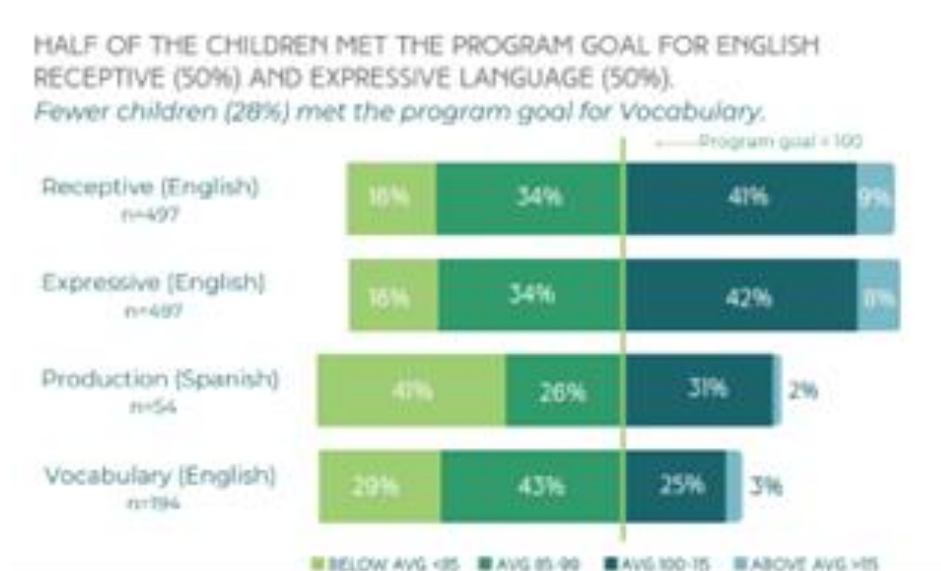 HALF OF THE CHILDREN MET THE PROGRAM GOAL FOR ENGLISH
RECEPTIVE (50%) AND EXPRESSIVE LANGUAGE (50%).
Fewer children (28%) met the program goal for Vocabulary.
Program goal = 100
Receptive (English)
n=497
16% 34% 41% 9%
Expressive (English)
n=497
16% 34% 42% 8%
Production (Spanish)
n=54
41% 26% 31% 2%
Vocabulary (English)
n=194
29% 43% 25% 3%
BELOW AVG <85 AVG 85-99 AVG 100-115 ABOVE AVG >115